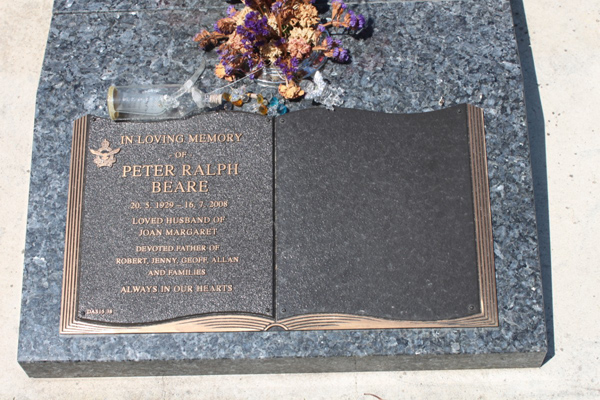 IN LOVING MEMORY
OF
PETER RALPH
BEARE
20. 5. 1929 – 16. 7. 2008
LOVED HUSBAND OF
JOAN MARGARET
DEVOTED FATHER OF
ROBERT, JENNY, GEOFF, ALLAN
AND FAMILIES
ALWAYS IN OUR HEARTS